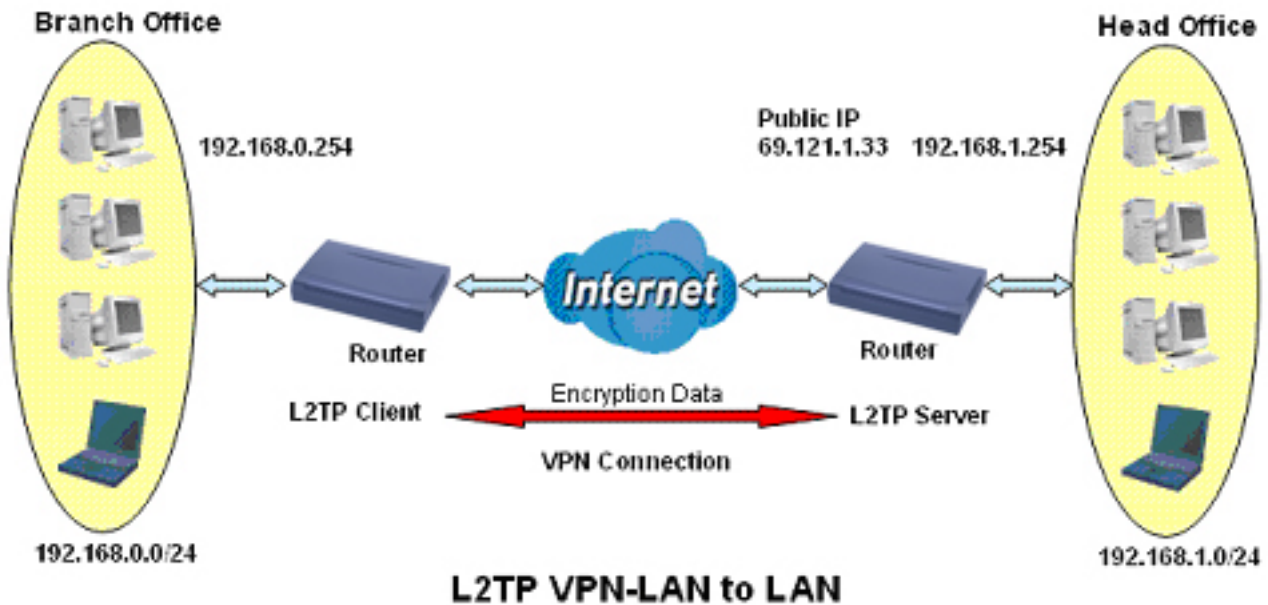 Branch Office
Head Office
192.168.0.254
Public IP
69.121.1.33 192.168.1.254
Internet
Router
Router
L2TP Client
Encryption Data
L2TP Server
VPN Connection
192.168.0.0/24
192.168.1.0/24
L2TP VPN-LAN to LAN